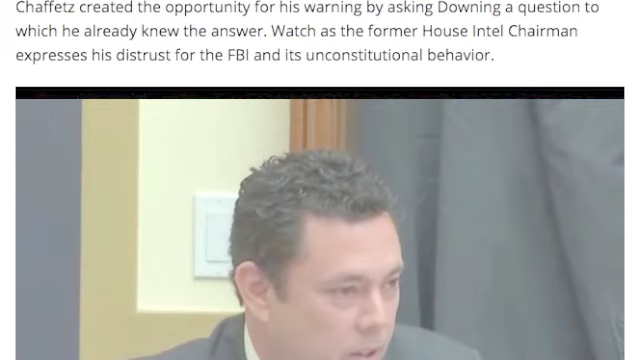 Chaffetz created the opportunity for his warning by asking Downing a question to
which he already knew the answer. Watch as the former House Intel Chairman
expresses his distrust for the FBI and its unconstitutional behavior.